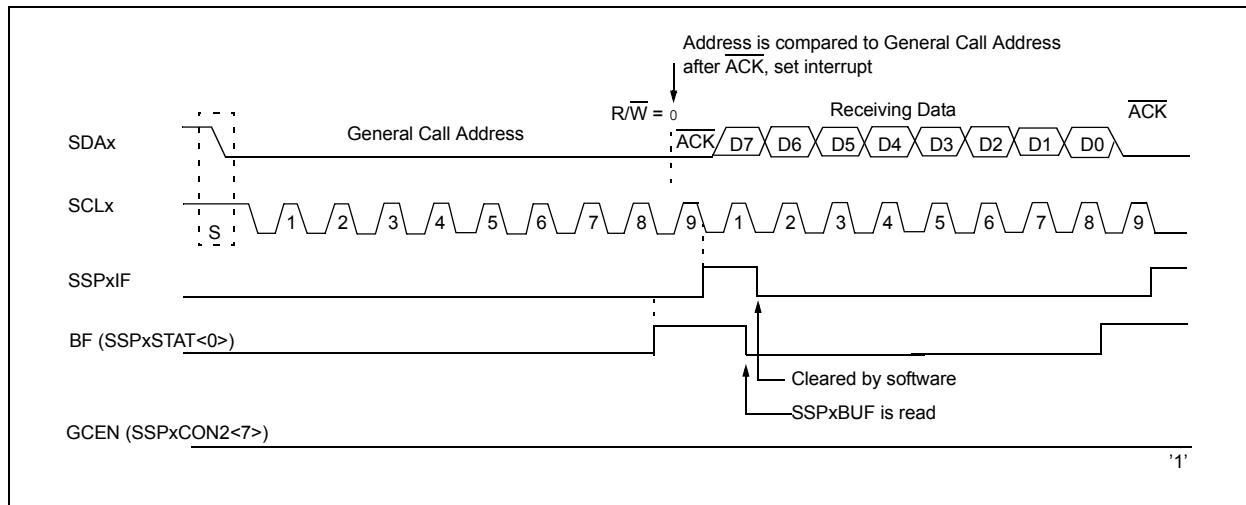 Address is compared to General Call Address
after ACK, set interrupt
R/W = 0
General Call Address
Receiving Data
ACK
SDAx
ACK
D7 D6 D5 D4 D3 D2 D1 D0
SCLx
S
1 2 3 4 5 6 7 8 9 1 2 3 4 5 6 7 8 9
SSPxIF
BF (SSPxSTAT<0>)
Cleared by software
SSPxBUF is read
GCEN (SSPxCON2<7>)
’1’